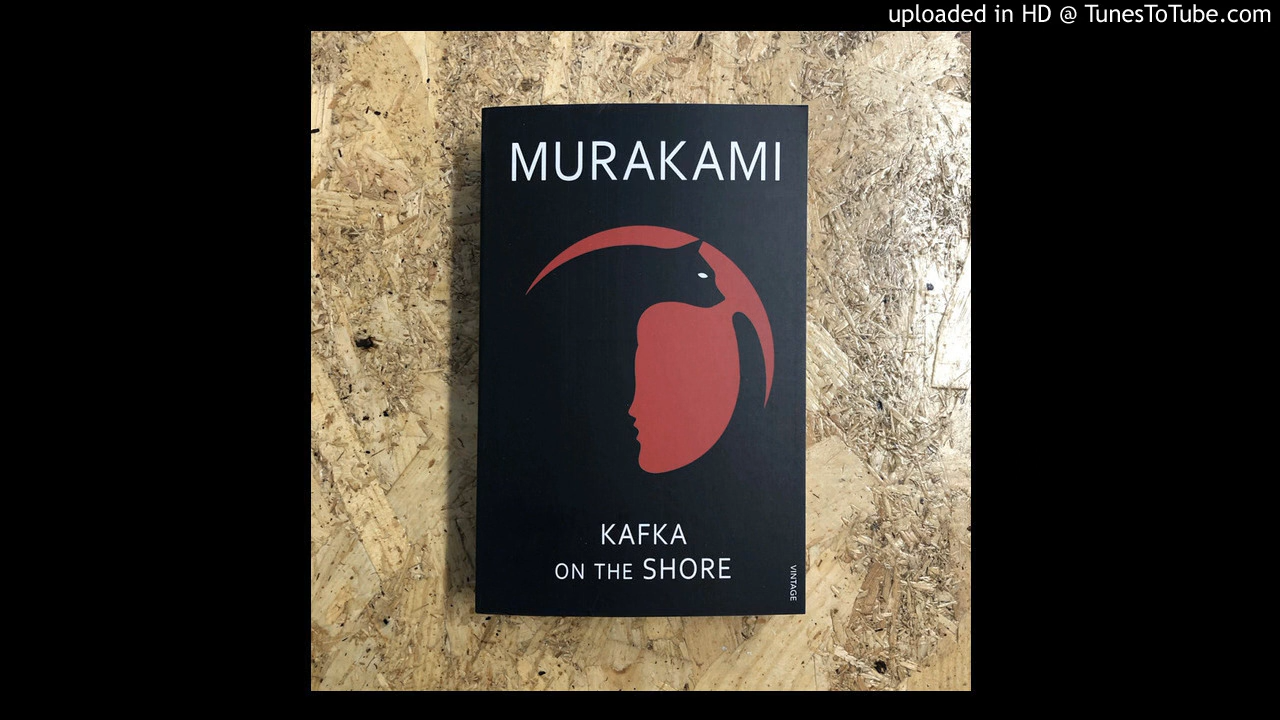 uploaded in HD @ TunesToTube.com
MURAKAMI
KAFKA
ON THE SHORE
VINTAGE